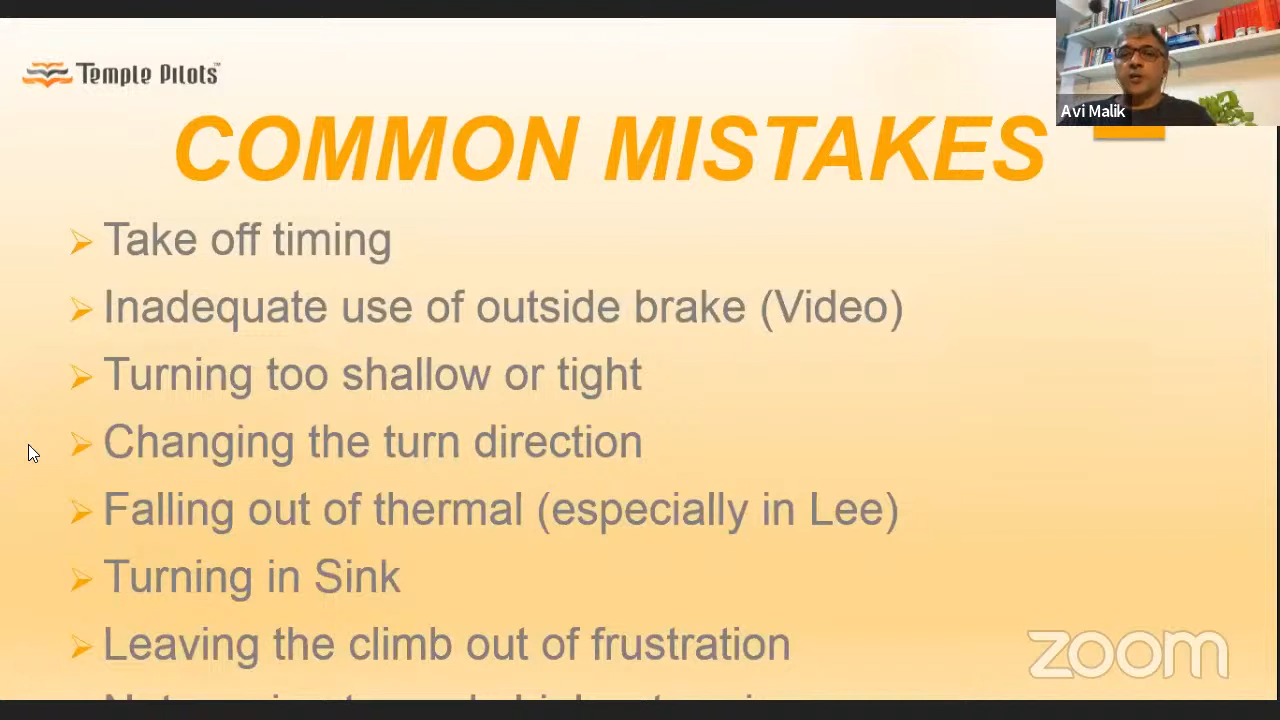 Temple Pilots™
Avi Malik
COMMON MISTAKES
Take off timing
Inadequate use of outside brake (Video)
Turning too shallow or tight
Changing the turn direction
Falling out of thermal (especially in Lee)
Turning in Sink
Leaving the climb out of frustration
zoom